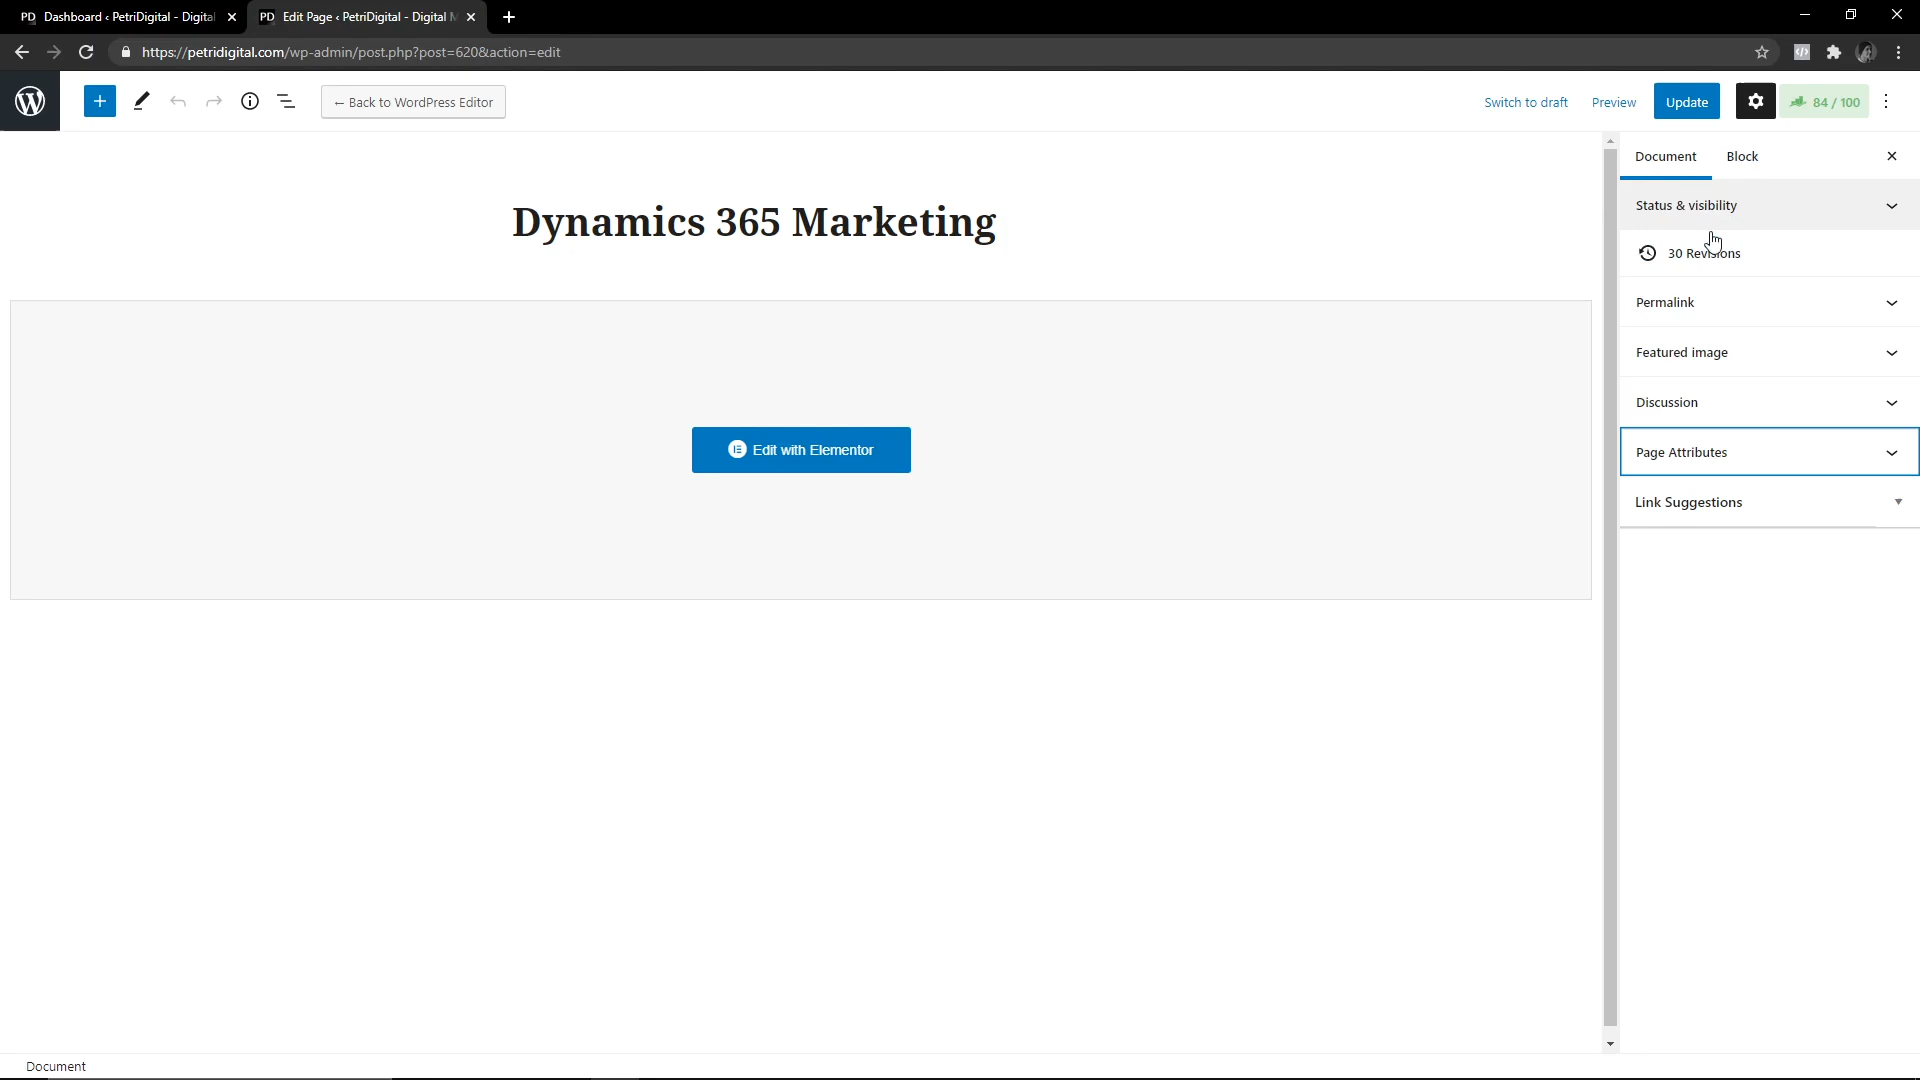 PD Dashboard ‹ PetriDigital - Digital
PD Edit Page ‹ PetriDigital - Digital M
https://petridigital.com/wp-admin/post.php?post=620&action=edit
← Back to WordPress Editor
Switch to draft
Preview
Update
84 / 100
Document
Block
Dynamics 365 Marketing
Edit with Elementor
Status & visibility
30 Revisions
Permalink
Featured image
Discussion
Page Attributes
Link Suggestions
Document